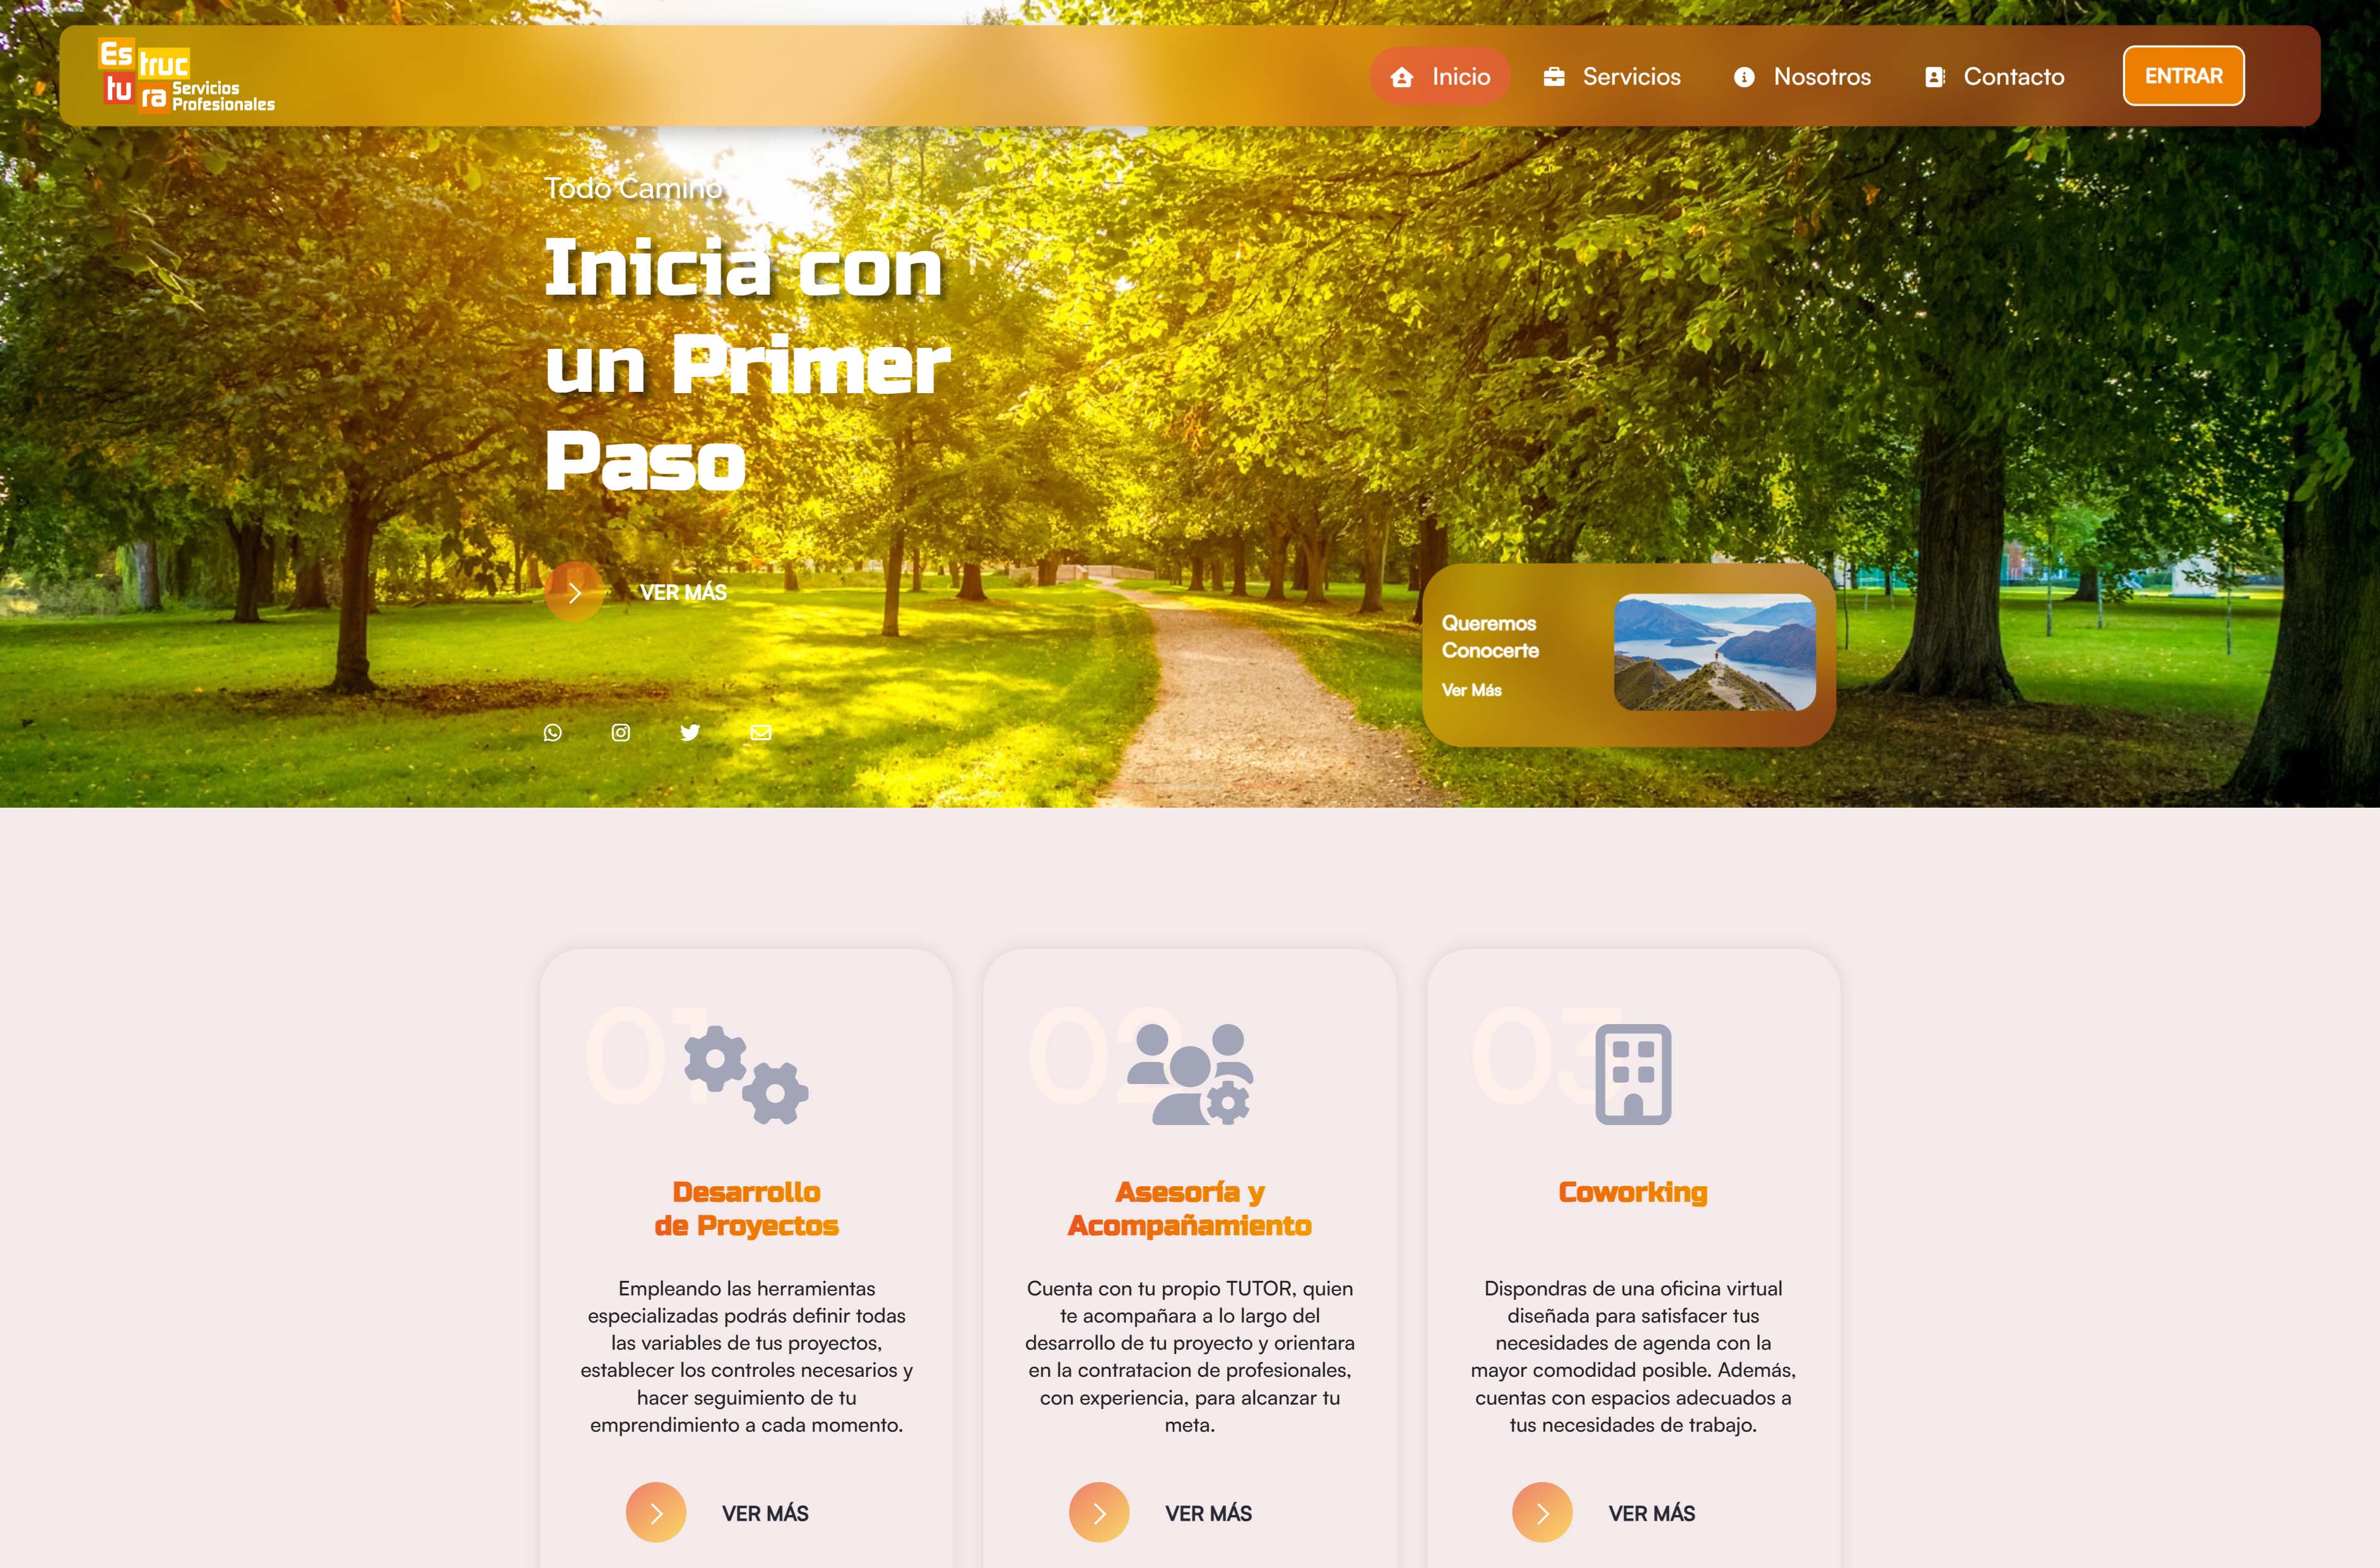 Es
truc
tu
ra
Servicios
Profesionales
Inicio
Servicios
Nosotros
Contacto
ENTRAR
Todo Camino
Inicia con
un Primer
Paso
VER MÁS
Queremos
Conocerte
Ver Más
01
Desarrollo
de Proyectos
Empleando las herramientas
especializadas podrás definir todas
las variables de tus proyectos,
establecer los controles necesarios y
hacer seguimiento de tu
emprendimiento a cada momento.
VER MÁS
02
Asesoría y
Acompañamiento
Cuenta con tu propio TUTOR, quien
te acompañara a lo largo del
desarrollo de tu proyecto y orientara
en la contratacion de profesionales,
con experiencia, para alcanzar tu
meta.
VER MÁS
03
Coworking
Dispondras de una oficina virtual
diseñada para satisfacer tus
necesidades de agenda con la
mayor comodidad posible. Además,
cuentas con espacios adecuados a
tus necesidades de trabajo.
VER MÁS